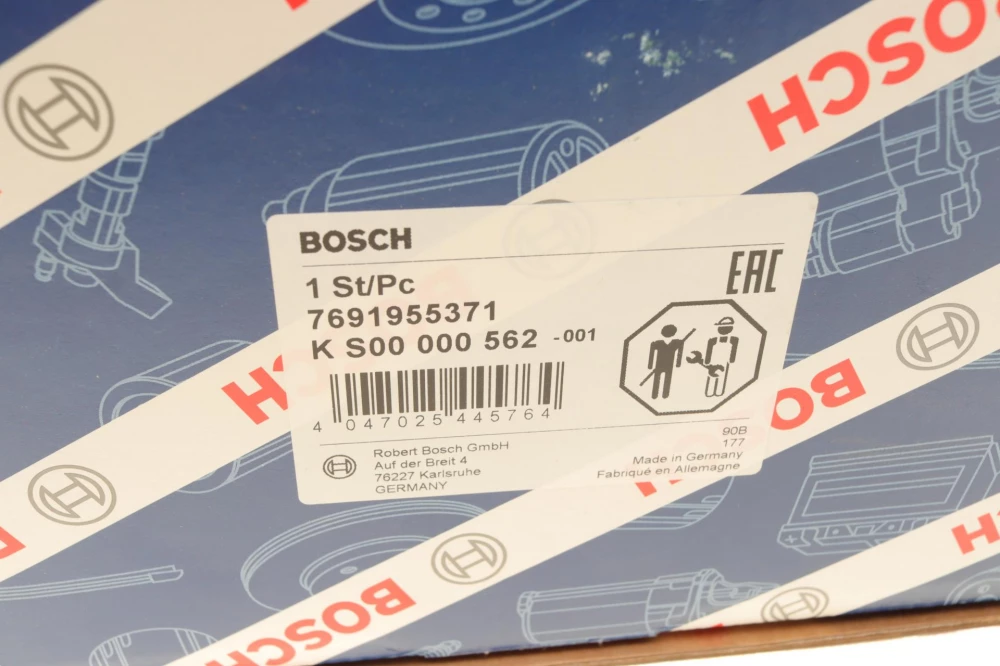 BOSCH
BOSCH
EAC
1 St/Pc
7691955371
K S00 000 562 -001
4 047025 445764
Robert Bosch GmbH
Auf der Breit 4
76227 Karlsruhe
GERMANY
90B
177
Made in Germany
Fabriqué en Allemagne
BOSCH
BOSCH